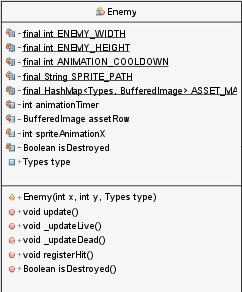 Enemy
- final int ENEMY_WIDTH
- final int ENEMY_HEIGHT
- final int ANIMATION_COOLDOWN
- final String SPRITE_PATH
- final HashMap<Types, BufferedImage> ASSET_MA
- int animationTimer
- BufferedImage assetRow
- int spriteAnimationX
- Boolean isDestroyed
+ Types type
+ Enemy(int x, int y, Types type)
+ void update()
+ void _updateLive()
+ void _updateDead()
+ void registerHit()
+ Boolean isDestroyed()